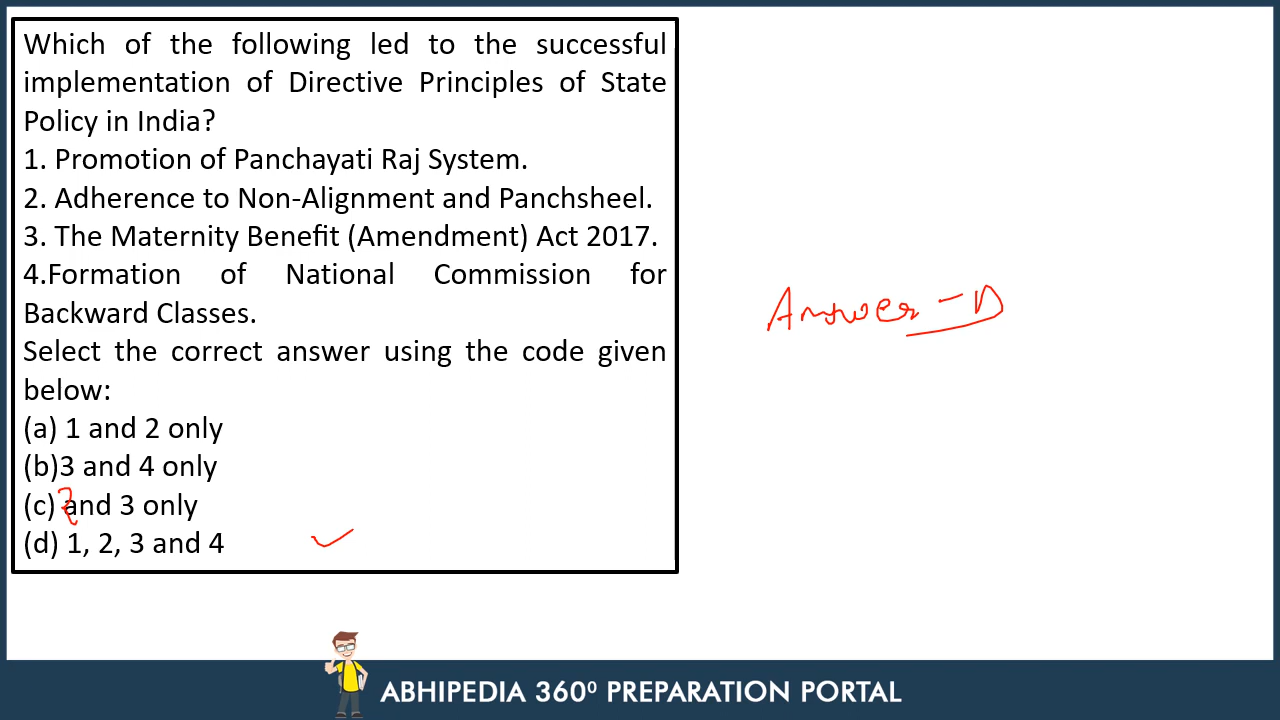 Which of the following led to the successful
implementation of Directive Principles of State
Policy in India?
1. Promotion of Panchayati Raj System.
2. Adherence to Non-Alignment and Panchsheel.
3. The Maternity Benefit (Amendment) Act 2017.
4.Formation of National Commission for
Backward Classes.
Select the correct answer using the code given
below:
(a) 1 and 2 only
(b)3 and 4 only
(c) and 3 only
(d) 1, 2, 3 and 4
Answer - D
ABHIPEDIA 360⁰ PREPARATION PORTAL